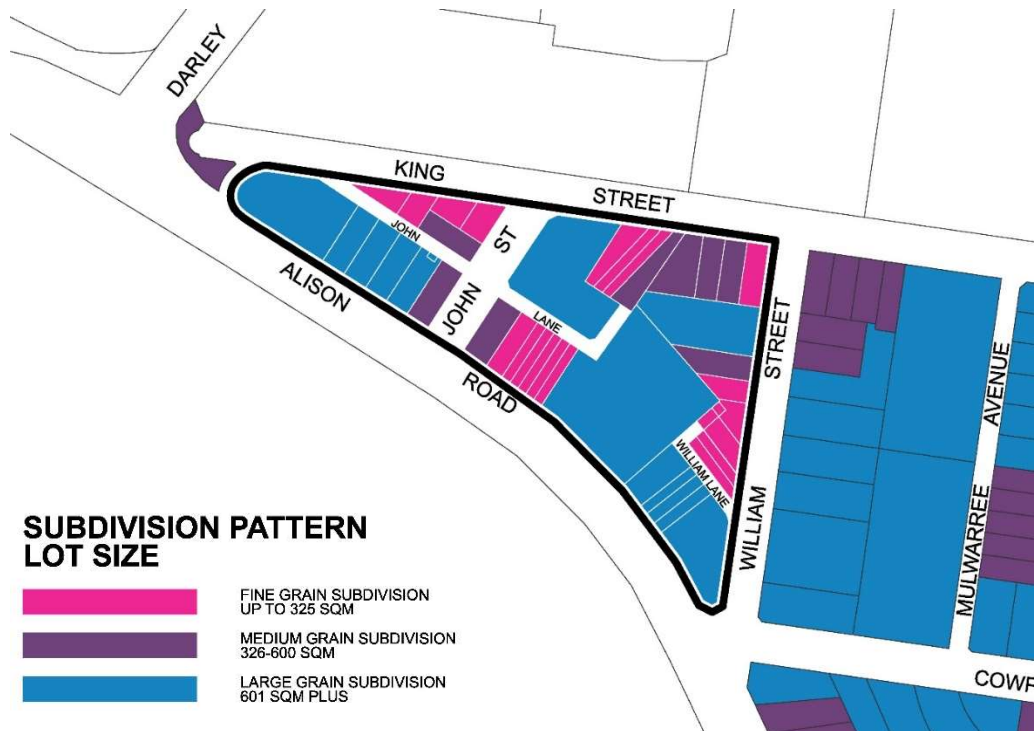 DARLEY
KING
STREET
JOHN
ST
ALISON
JOHN
LANE
STREET
ROAD
AVENUE
WILLIAM LANE
WILLIAM
MULWARREE
SUBDIVISION PATTERN
LOT SIZE
FINE GRAIN SUBDIVISION
UP TO 325 SQM
MEDIUM GRAIN SUBDIVISION
326-600 SQM
LARGE GRAIN SUBDIVISION
601 SQM PLUS